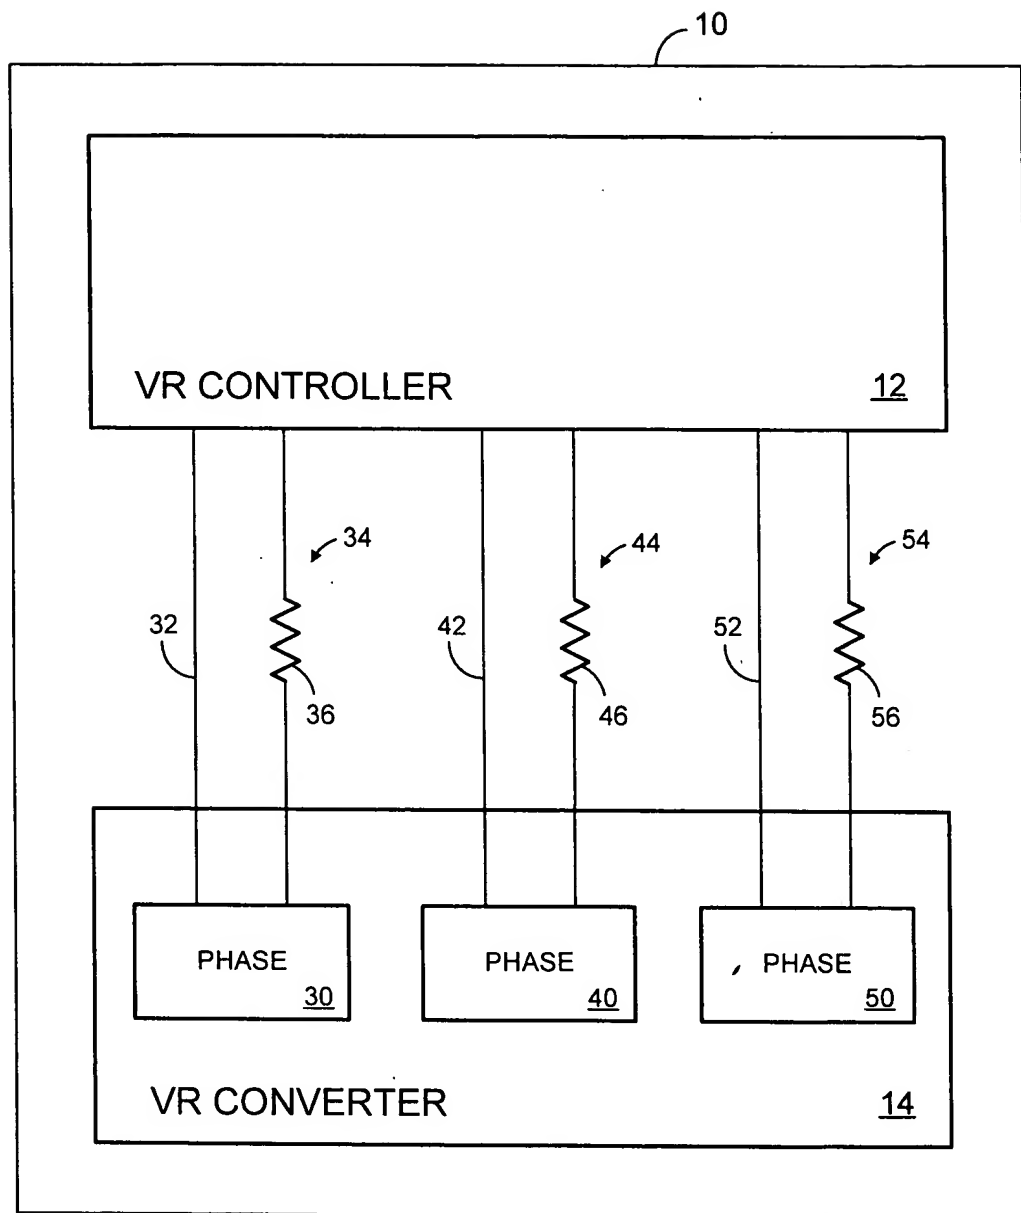 10
VR CONTROLLER 12
34 44 54
32 42 52
36 46 56
PHASE PHASE PHASE
30 40 50
VR CONVERTER 14